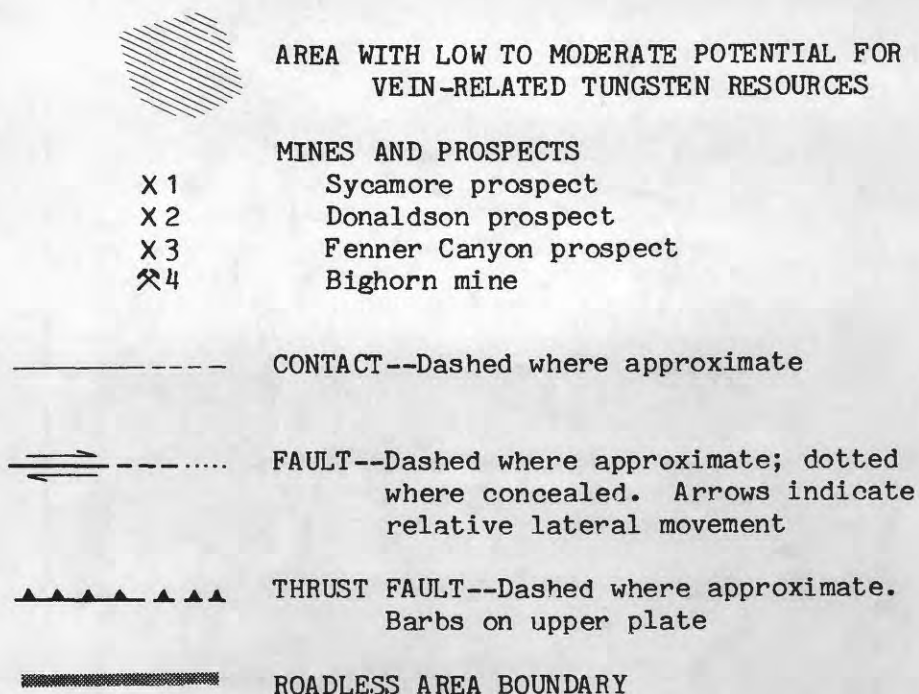 AREA WITH LOW TO MODERATE POTENTIAL FOR
VEIN-RELATED TUNGSTEN RESOURCES
MINES AND PROSPECTS
X 1 Sycamore prospect
X 2 Donaldson prospect
X 3 Fenner Canyon prospect
⚒4 Bighorn mine
CONTACT--Dashed where approximate
FAULT--Dashed where approximate; dotted
where concealed. Arrows indicate
relative lateral movement
THRUST FAULT--Dashed where approximate.
Barbs on upper plate
ROADLESS AREA BOUNDARY